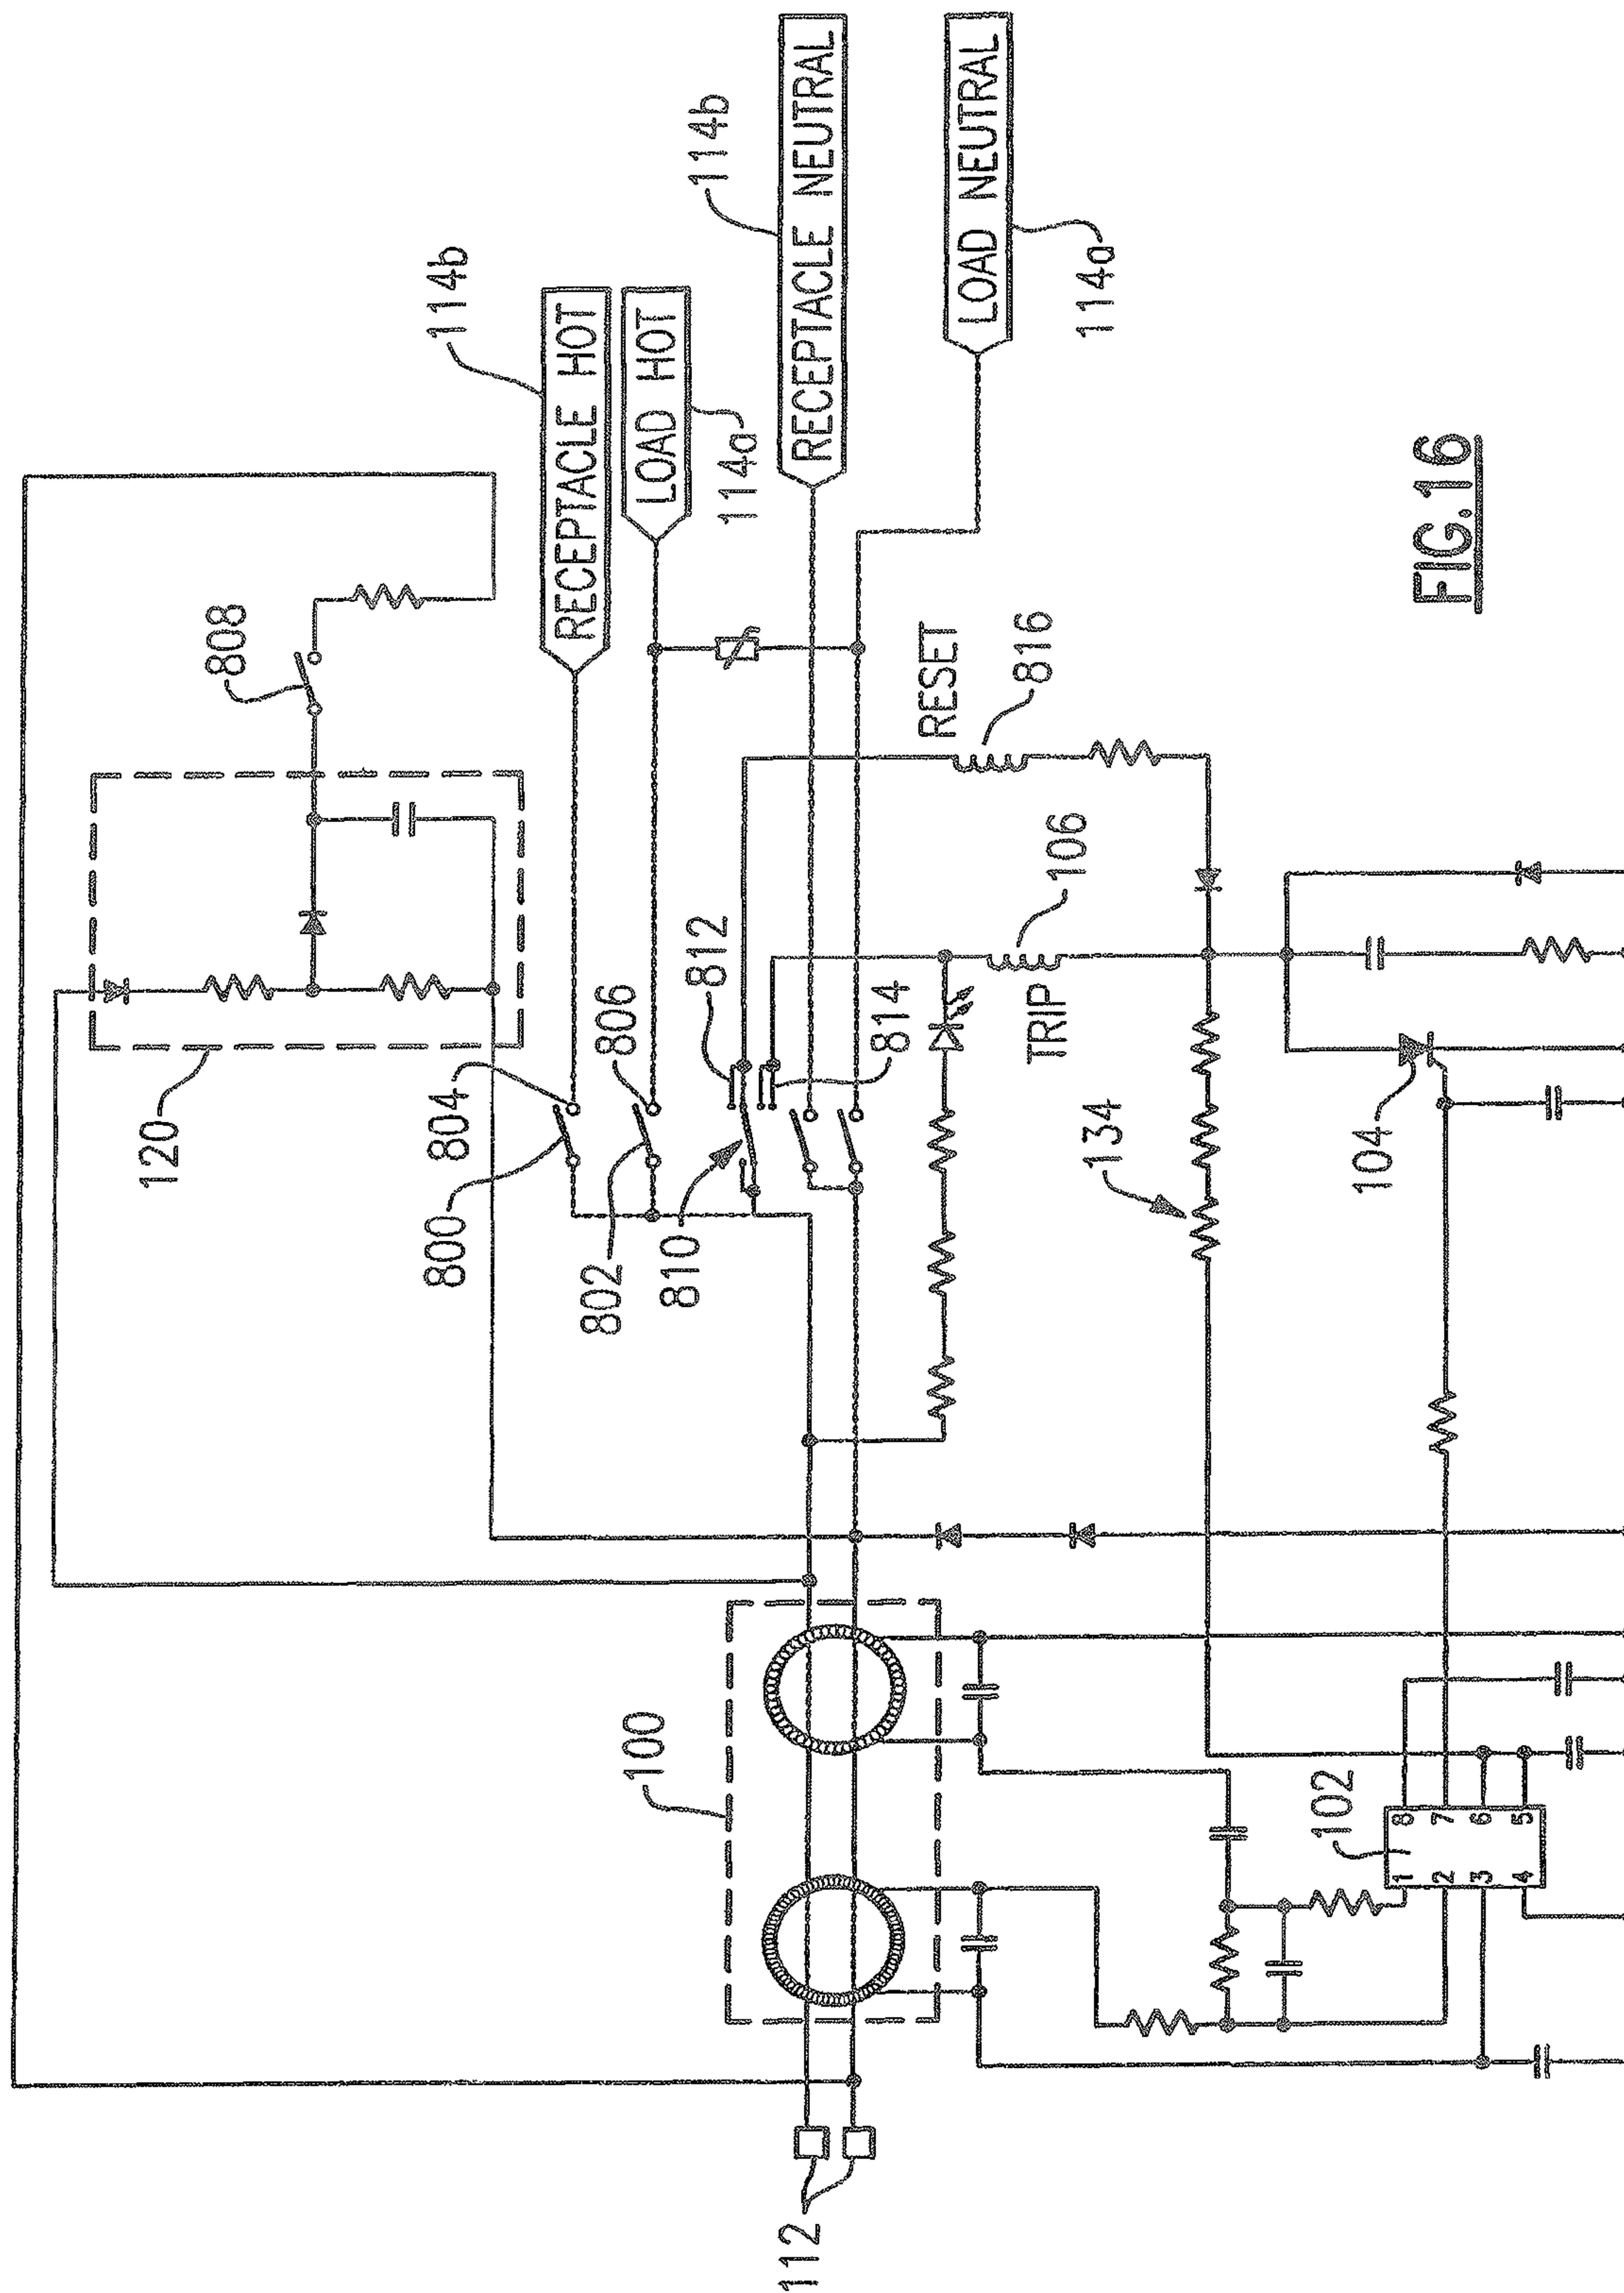 120
808
804
800
114b
RECEPTACLE HOT
806
802
LOAD HOT
114a
812
810
114b
RECEPTACLE NEUTRAL
814
RESET
816
LOAD NEUTRAL
114a
TRIP
106
100
112
134
104
102
1
2
3
4
8
7
6
5
FIG.16